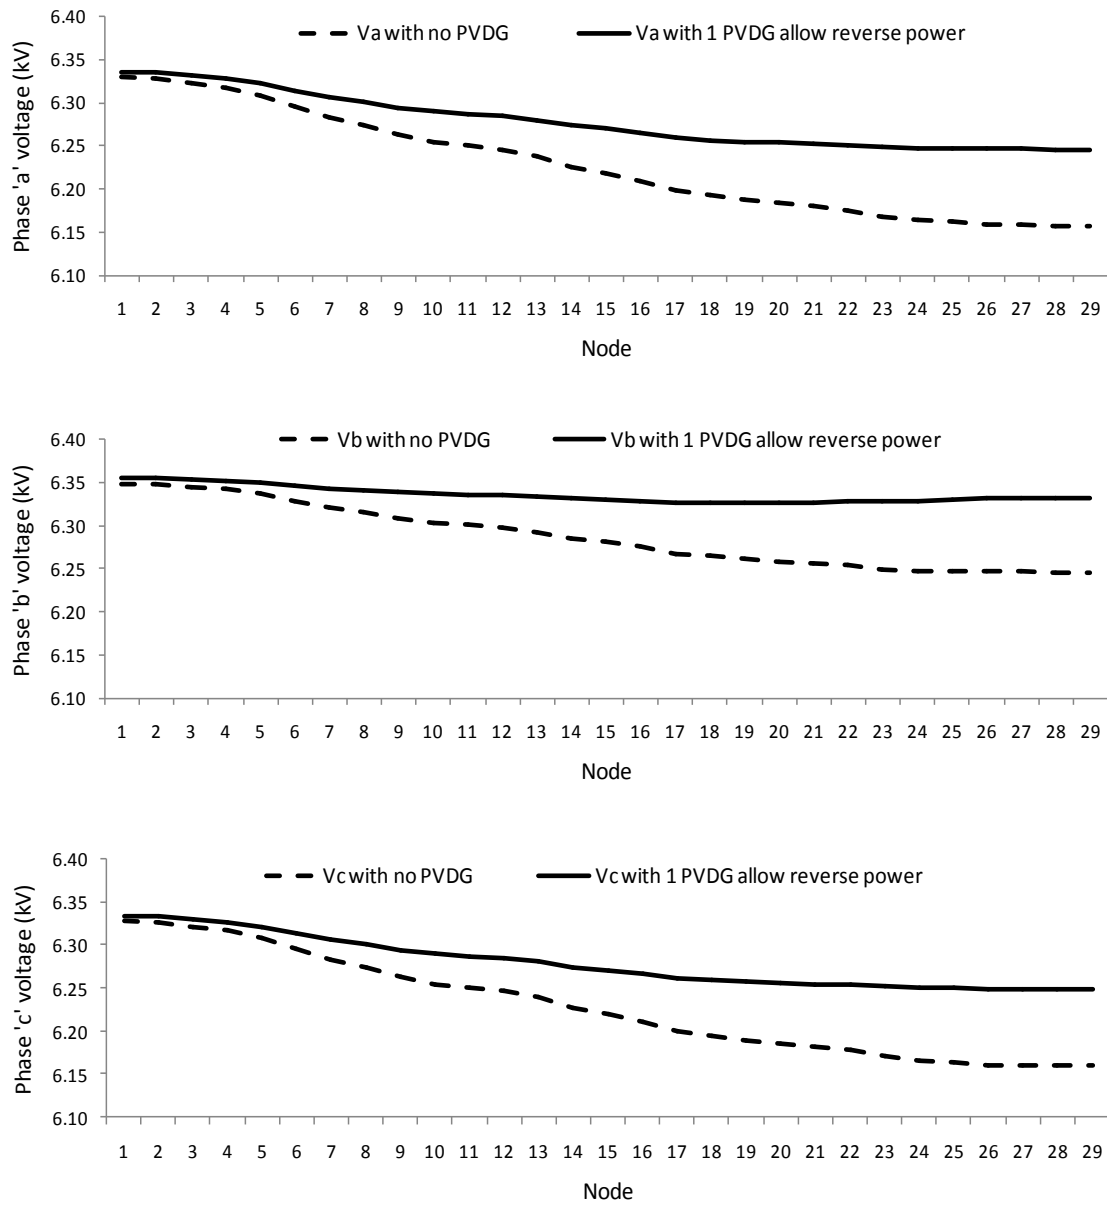 Va with no PVDG Va with 1 PVDG allow reverse power
Phase 'a' voltage (kV)
6.40
6.35
6.30
6.25
6.20
6.15
6.10
1 2 3 4 5 6 7 8 9 10 11 12 13 14 15 16 17 18 19 20 21 22 23 24 25 26 27 28 29
Node
Vb with no PVDG Vb with 1 PVDG allow reverse power
Phase 'b' voltage (kV)
6.40
6.35
6.30
6.25
6.20
6.15
6.10
1 2 3 4 5 6 7 8 9 10 11 12 13 14 15 16 17 18 19 20 21 22 23 24 25 26 27 28 29
Node
Vc with no PVDG Vc with 1 PVDG allow reverse power
Phase 'c' voltage (kV)
6.40
6.35
6.30
6.25
6.20
6.15
6.10
1 2 3 4 5 6 7 8 9 10 11 12 13 14 15 16 17 18 19 20 21 22 23 24 25 26 27 28 29
Node